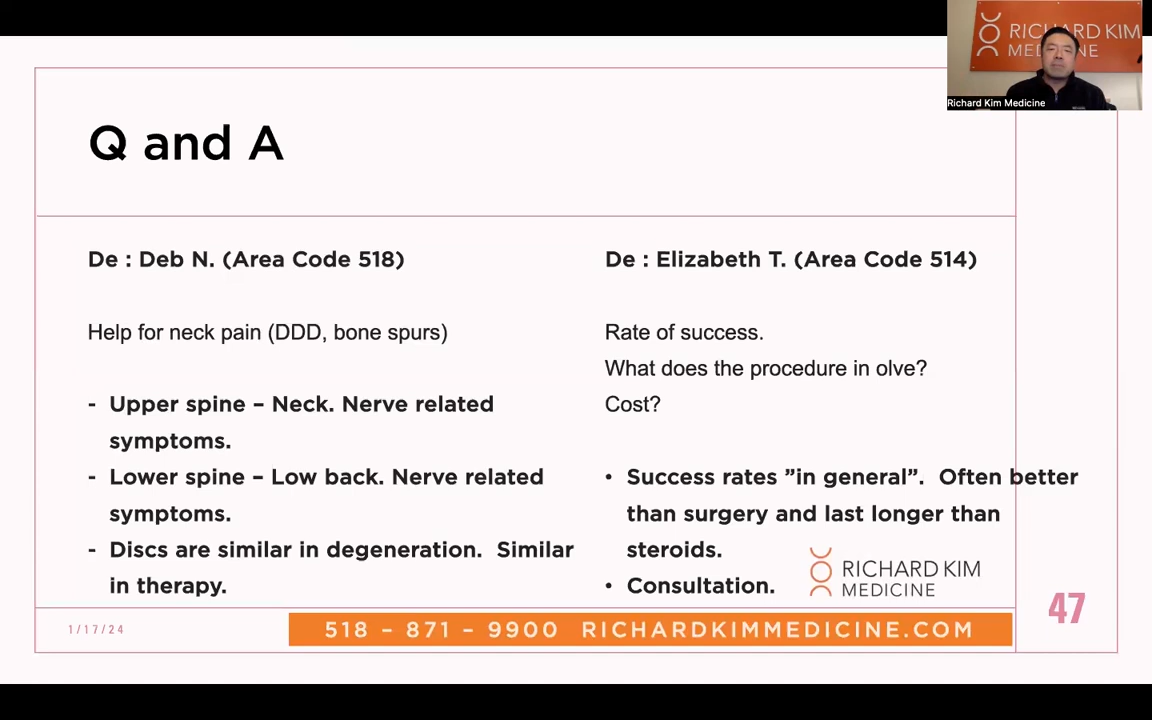 RICHARD KIM
MEDICINE
Richard Kim Medicine
Q and A
De : Deb N. (Area Code 518)
Help for neck pain (DDD, bone spurs)
- Upper spine – Neck. Nerve related
symptoms.
- Lower spine – Low back. Nerve related
symptoms.
- Discs are similar in degeneration.  Similar
in therapy.
De : Elizabeth T. (Area Code 514)
Rate of success.
What does the procedure in olve?
Cost?
• Success rates ”in general”.  Often better
than surgery and last longer than
steroids.
• Consultation.
RICHARD KIM
MEDICINE
1/17/24
518 – 871 – 9900  RICHARDKIMMEDICINE.COM
47